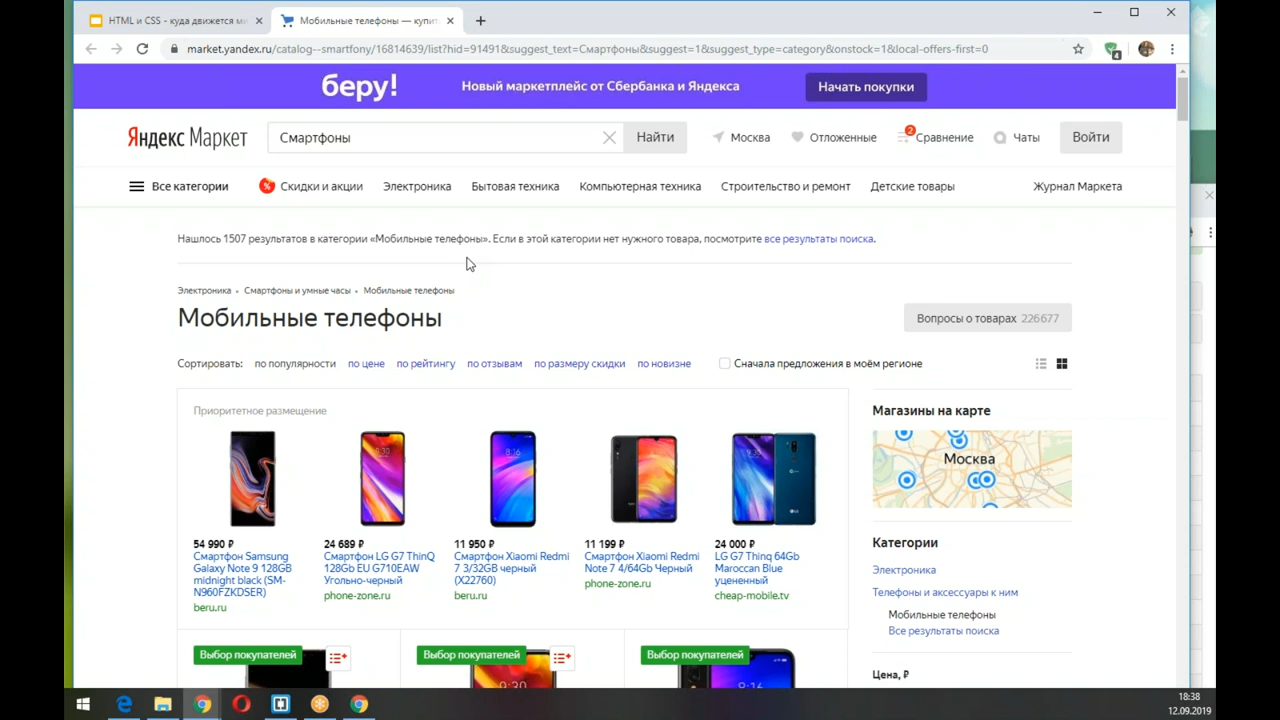 HTML и CSS - куда движется ми
Мобильные телефоны — купит
market.yandex.ru/catalog--smartfony/16814639/list?hid=91491&suggest_text=Смартфоны&suggest=1&suggest_type=category&onstock=1&local-offers-first=0
4
беру!
Новый маркетплейс от Сбербанка и Яндекса
Начать покупки
Яндекс Маркет
Смартфоны
Найти
Москва
Отложенные
2
Сравнение
Чаты
Войти
Все категории
%
Скидки и акции
Электроника
Бытовая техника
Компьютерная техника
Строительство и ремонт
Детские товары
Журнал Маркета
Нашлось 1507 результатов в категории «Мобильные телефоны». Если в этой категории нет нужного товара, посмотрите все результаты поиска.
Электроника • Смартфоны и умные часы • Мобильные телефоны
Мобильные телефоны
Вопросы о товарах 226677
Сортировать: по популярности по цене по рейтингу по отзывам по размеру скидки по новизне
Сначала предложения в моём регионе
Приоритетное размещение
54 990 ₽
Смартфон Samsung
Galaxy Note 9 128GB
midnight black (SM-
N960FZKDSER)
beru.ru
24 689 ₽
Смартфон LG G7 ThinQ
128Gb EU G710EAW
Угольно-черный
phone-zone.ru
11 950 ₽
Смартфон Xiaomi Redmi
7 3/32GB черный
(X22760)
beru.ru
11 199 ₽
Смартфон Xiaomi Redmi
Note 7 4/64Gb Черный
phone-zone.ru
24 000 ₽
LG G7 Thinq 64Gb
Maroccan Blue
уцененный
cheap-mobile.tv
Магазины на карте
Москва
Категории
Электроника
Телефоны и аксессуары к ним
Мобильные телефоны
Все результаты поиска
Цена, ₽
Выбор покупателей
Выбор покупателей
Выбор покупателей
9:30
8:16
18:38
12.09.2019